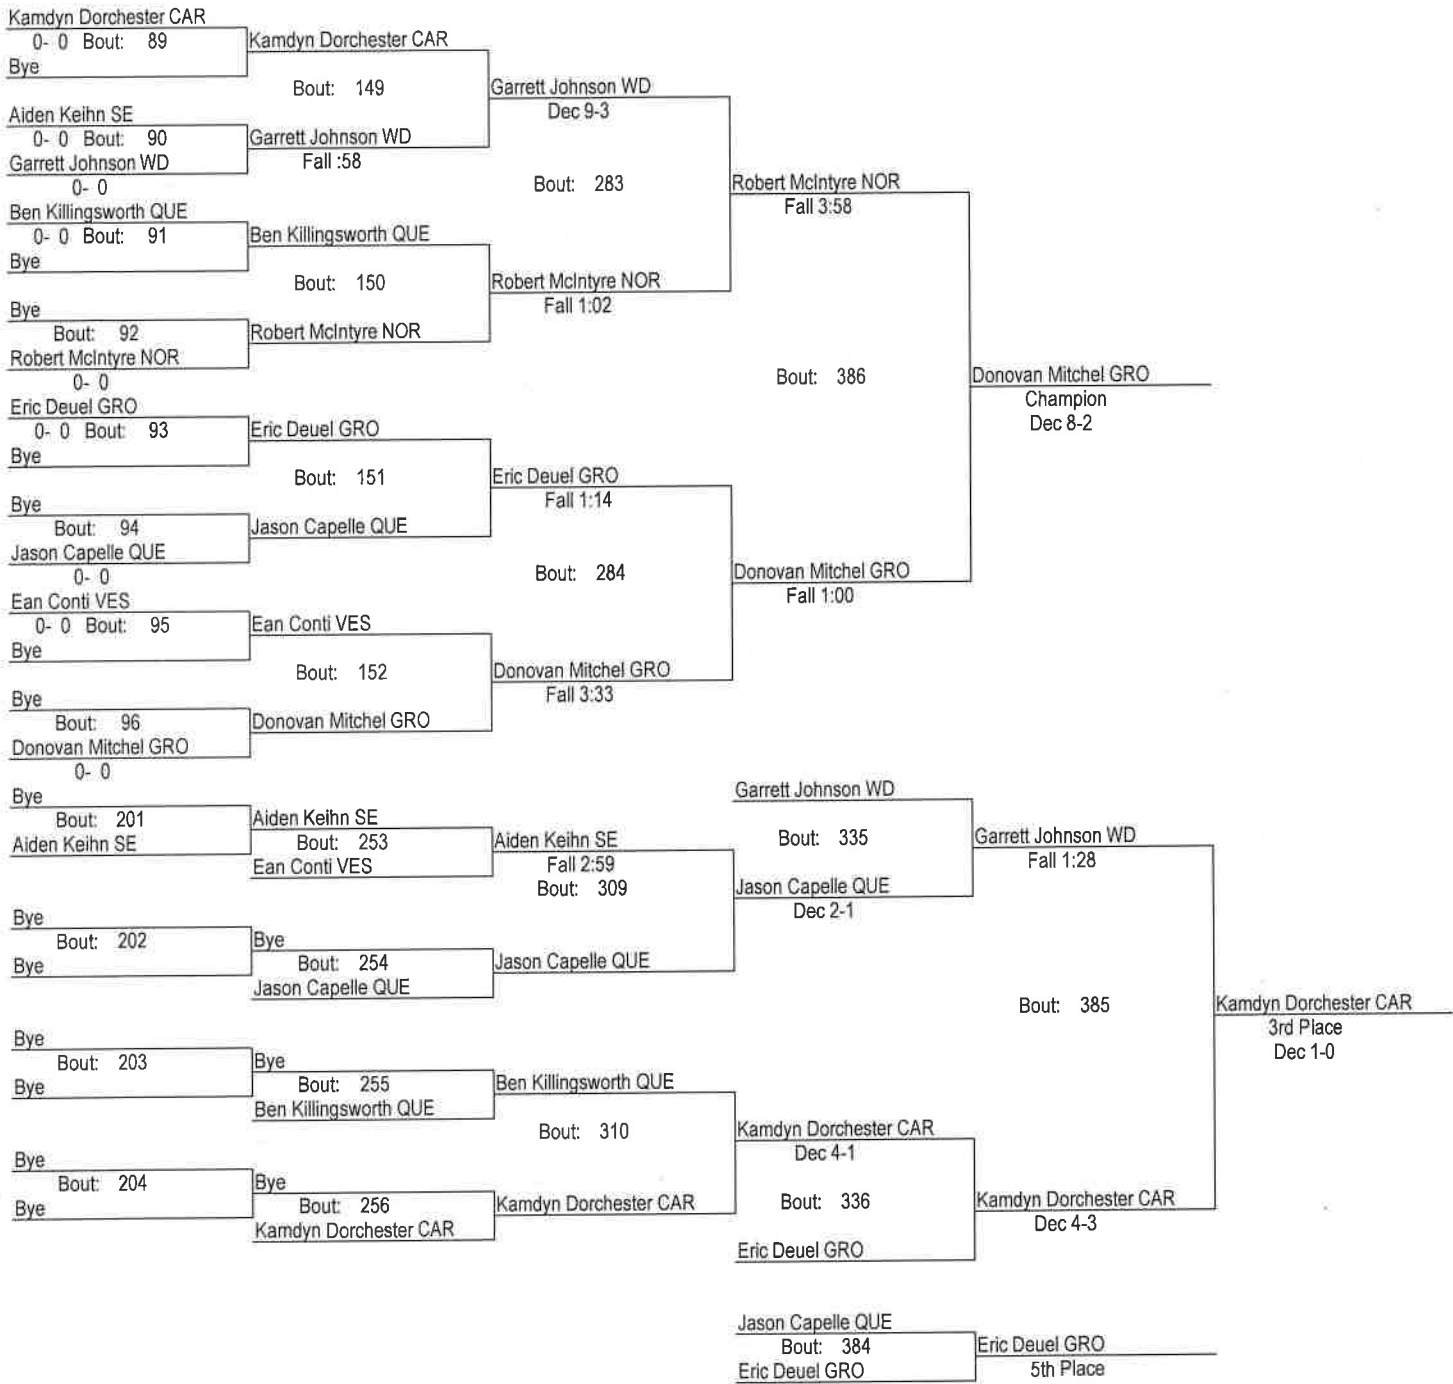 Kamdyn Dorchester CAR
0- 0 Bout: 89
Bye
Kamdyn Dorchester CAR
Bout: 149
Aiden Keihn SE
0- 0 Bout: 90
Garrett Johnson WD
0- 0
Garrett Johnson WD
Fall :58
Garrett Johnson WD
Dec 9-3
Bout: 283
Ben Killingsworth QUE
0- 0 Bout: 91
Bye
Ben Killingsworth QUE
Bout: 150
Bye
Bout: 92
Robert McIntyre NOR
0- 0
Robert McIntyre NOR
Robert McIntyre NOR
Fall 1:02
Robert McIntyre NOR
Fall 3:58
Bout: 386
Donovan Mitchel GRO
Champion
Dec 8-2
Eric Deuel GRO
0- 0 Bout: 93
Bye
Eric Deuel GRO
Bout: 151
Bye
Bout: 94
Jason Capelle QUE
0- 0
Jason Capelle QUE
Eric Deuel GRO
Fall 1:14
Bout: 284
Donovan Mitchel GRO
Fall 1:00
Ean Conti VES
0- 0 Bout: 95
Bye
Ean Conti VES
Bout: 152
Bye
Bout: 96
Donovan Mitchel GRO
0- 0
Donovan Mitchel GRO
Donovan Mitchel GRO
Fall 3:33
Bye
Bout: 201
Aiden Keihn SE
Aiden Keihn SE
Bout: 253
Ean Conti VES
Aiden Keihn SE
Fall 2:59
Bout: 309
Garrett Johnson WD
Bout: 335
Jason Capelle QUE
Dec 2-1
Garrett Johnson WD
Fall 1:28
Bye
Bout: 202
Bye
Bye
Bout: 254
Jason Capelle QUE
Jason Capelle QUE
Bout: 385
Kamdyn Dorchester CAR
3rd Place
Dec 1-0
Bye
Bout: 203
Bye
Bye
Bout: 255
Ben Killingsworth QUE
Ben Killingsworth QUE
Bout: 310
Bye
Bout: 204
Bye
Bye
Bout: 256
Kamdyn Dorchester CAR
Kamdyn Dorchester CAR
Kamdyn Dorchester CAR
Dec 4-1
Bout: 336
Eric Deuel GRO
Kamdyn Dorchester CAR
Dec 4-3
Jason Capelle QUE
Bout: 384
Eric Deuel GRO
Eric Deuel GRO
5th Place